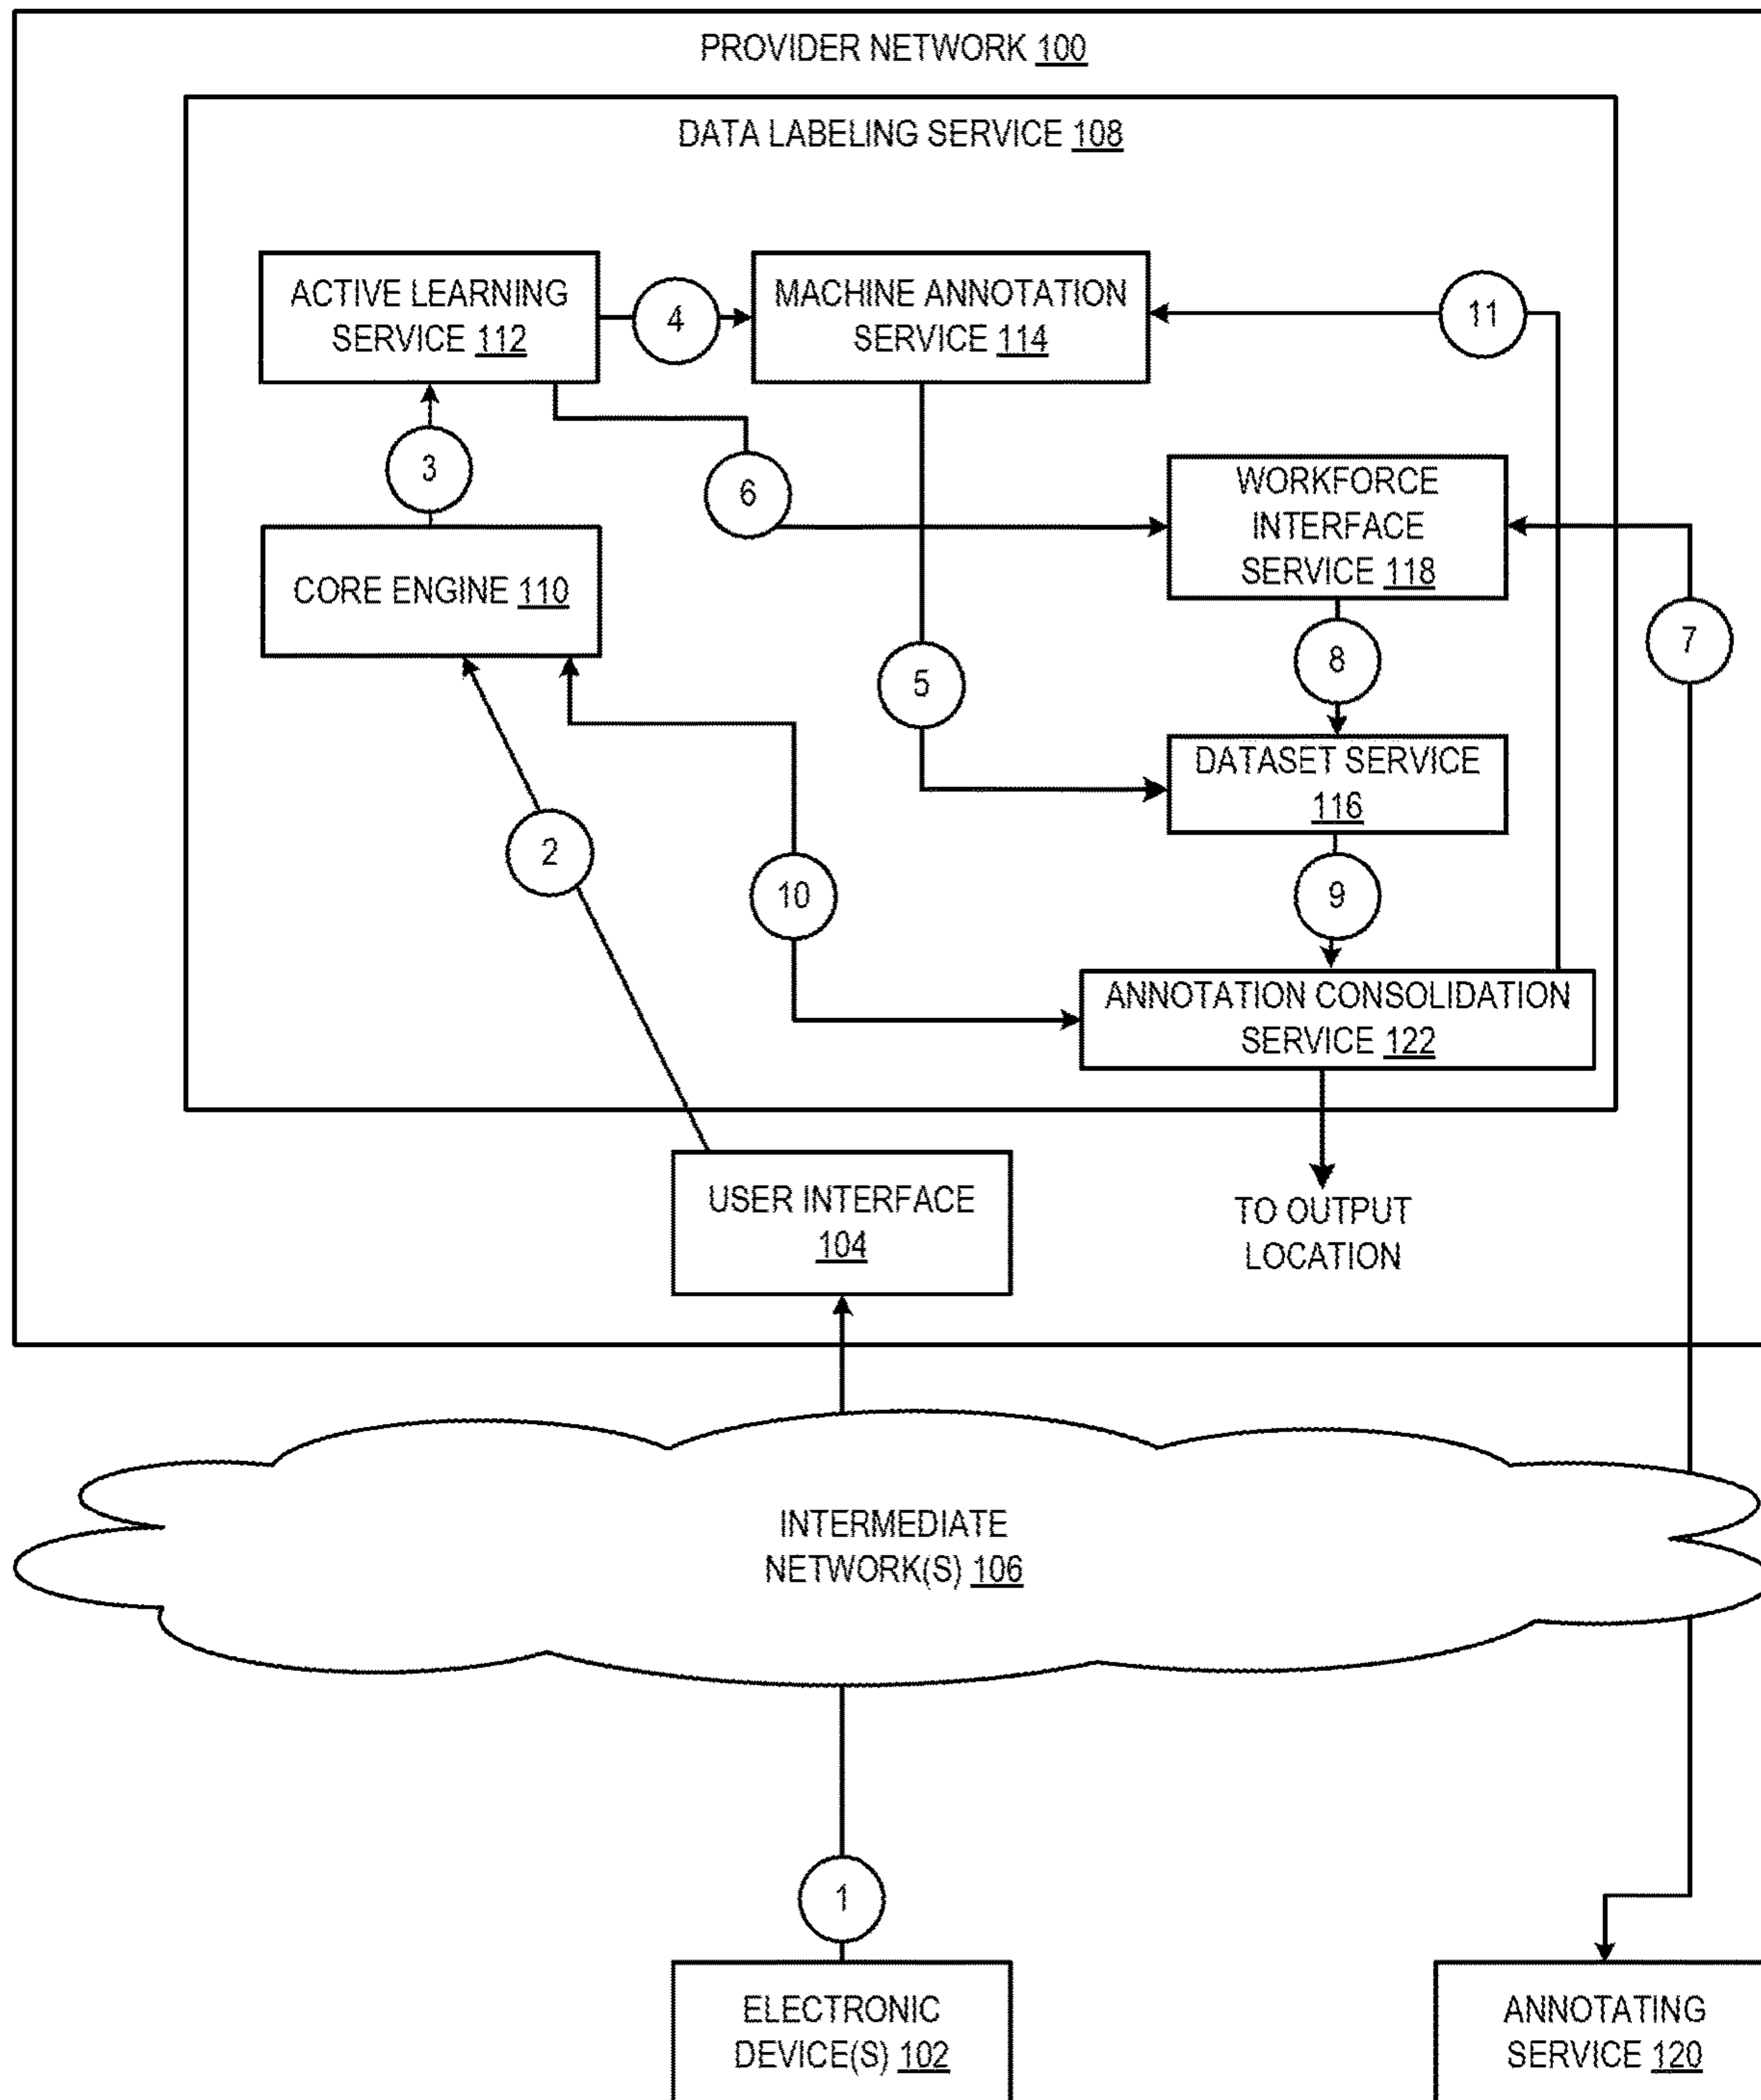 PROVIDER NETWORK 100
DATA LABELING SERVICE 108
ACTIVE LEARNING
SERVICE 112
4
MACHINE ANNOTATION
SERVICE 114
11
3
6
WORKFORCE
INTERFACE
SERVICE 118
CORE ENGINE 110
7
8
5
DATASET SERVICE
116
2
10
9
ANNOTATION CONSOLIDATION
SERVICE 122
USER INTERFACE
104
TO OUTPUT
LOCATION
INTERMEDIATE
NETWORK(S) 106
1
ELECTRONIC
DEVICE(S) 102
ANNOTATING
SERVICE 120